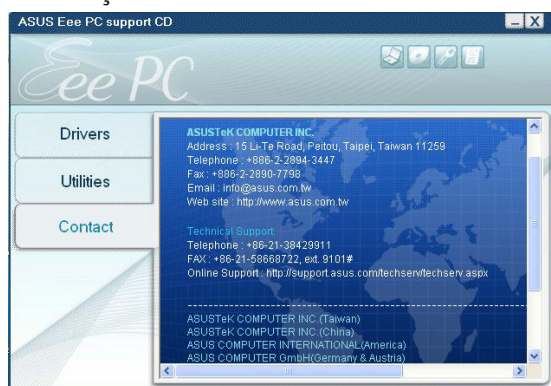 ASUS Eee PC support CD
Eee PC
Drivers
Utilities
Contact
ASUSTeK COMPUTER INC.
Address : 15 Li-Te Road, Peitou, Taipei, Taiwan 11259
Telephone : +886-2-2894-3447
Fax : +886-2-2890-7798
Email : info@asus.com.tw
Web site : http://www.asus.com.tw
Technical Support:
Telephone : +86-21-38429911
FAX : +86-21-58668722, ext. 9101#
Online Support : http://support.asus.com/techserv/techserv.aspx
ASUSTeK COMPUTER INC.(Taiwan)
ASUSTeK COMPUTER INC.(China)
ASUS COMPUTER INTERNATIONAL(America)
ASUS COMPUTER GmbH(Germany & Austria)